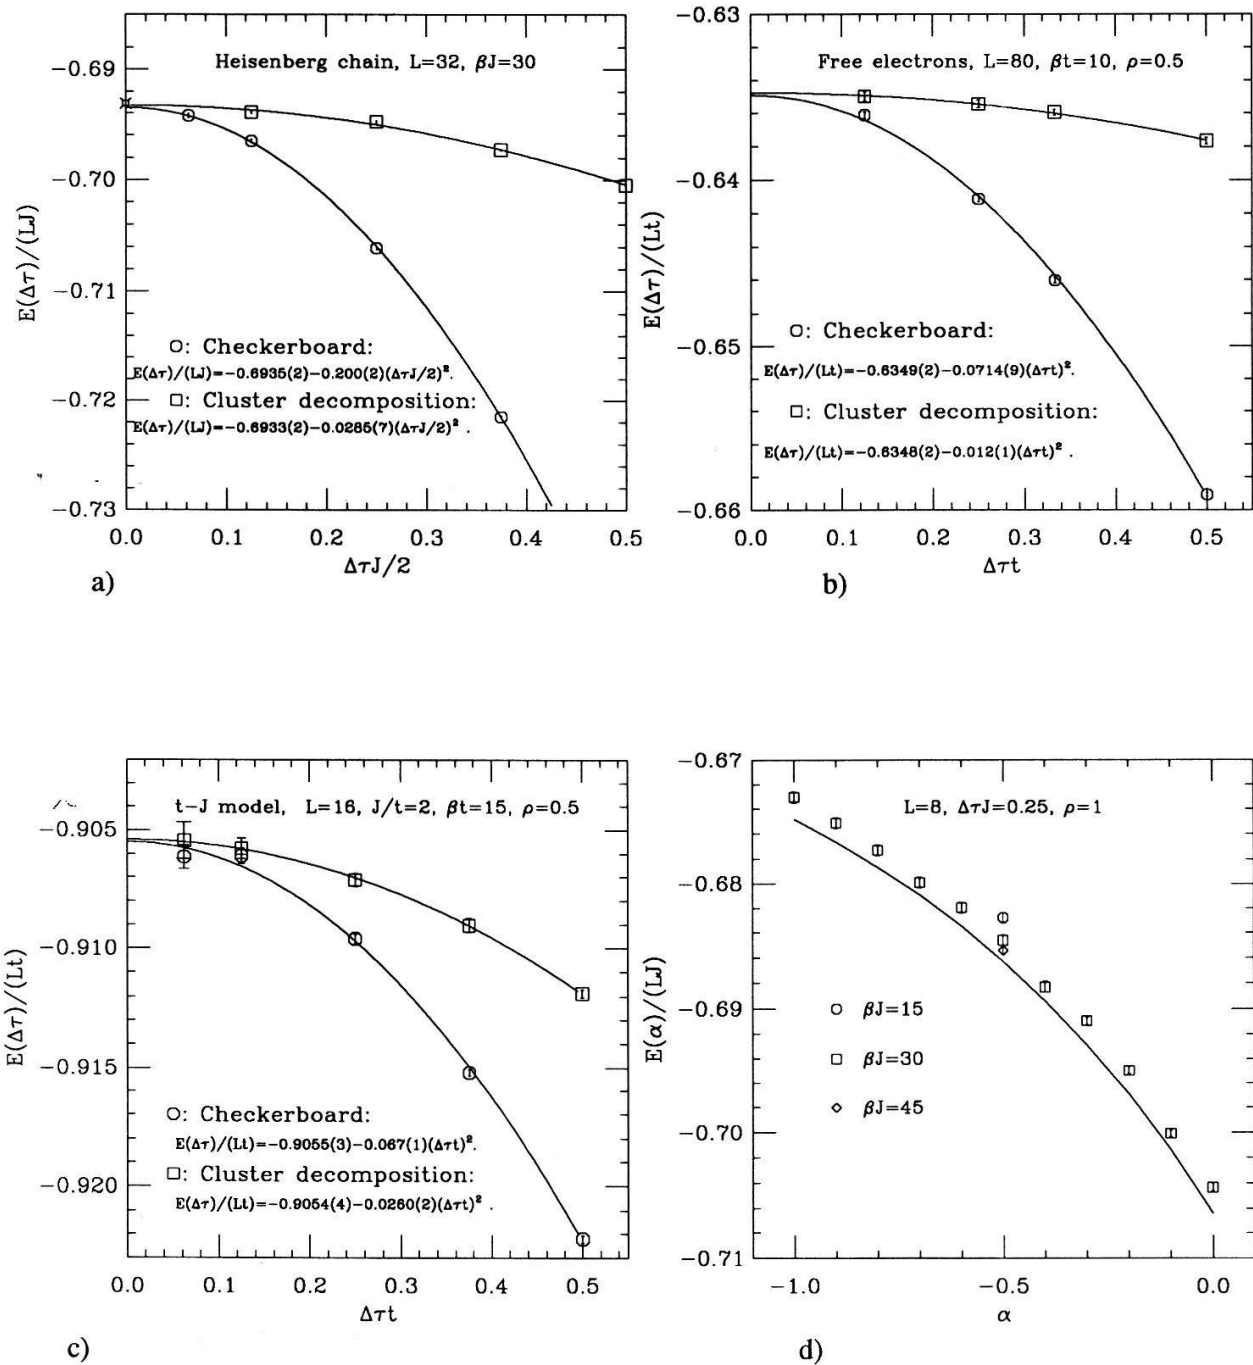 Heisenberg chain, L=32, βJ=30
−0.69
−0.70
−0.71
−0.72
−0.73
E(Δτ)/(LJ)
O: Checkerboard:
E(Δτ)/(LJ)=−0.6935(2)−0.200(2)(ΔτJ/2)².
□: Cluster decomposition:
E(Δτ)/(LJ)=−0.6933(2)−0.0285(7)(ΔτJ/2)² .
0.0 0.1 0.2 0.3 0.4 0.5
ΔτJ/2
a)
Free electrons, L=80, βt=10, ρ=0.5
−0.63
−0.64
−0.65
−0.66
E(Δτ)/(Lt)
O: Checkerboard:
E(Δτ)/(Lt)=−0.6349(2)−0.0714(9)(Δτt)².
□: Cluster decomposition:
E(Δτ)/(Lt)=−0.6348(2)−0.012(1)(Δτt)² .
0.0 0.1 0.2 0.3 0.4 0.5
Δτt
b)
t−J model, L=16, J/t=2, βt=15, ρ=0.5
−0.905
−0.910
−0.915
−0.920
E(Δτ)/(Lt)
O: Checkerboard:
E(Δτ)/(Lt)=−0.9055(3)−0.067(1)(Δτt)².
□: Cluster decomposition:
E(Δτ)/(Lt)=−0.9054(4)−0.0260(2)(Δτt)² .
0.0 0.1 0.2 0.3 0.4 0.5
Δτt
c)
L=8, ΔτJ=0.25, ρ=1
−0.67
−0.68
−0.69
−0.70
−0.71
E(α)/(LJ)
βJ=15
βJ=30
βJ=45
−1.0 −0.5 0.0
α
d)